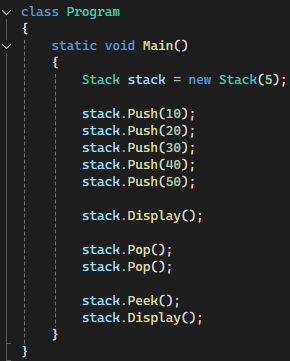 class Program
{
static void Main()
{
Stack stack = new Stack(5);
stack.Push(10);
stack.Push(20);
stack.Push(30);
stack.Push(40);
stack.Push(50);
stack.Display();
stack.Pop();
stack.Pop();
stack.Peek();
stack.Display();
}
}